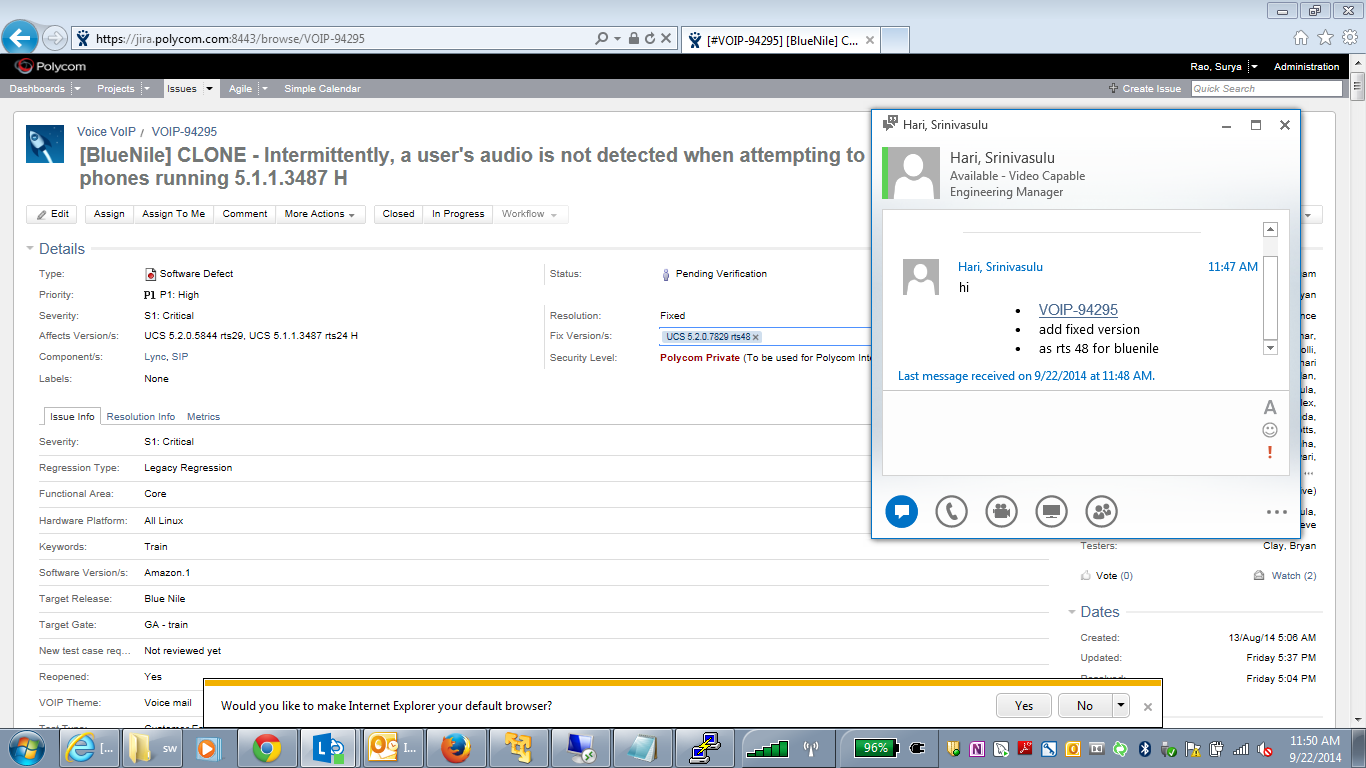 https://jira.polycom.com:8443/browse/VOIP-94295
[#VOIP-94295] [BlueNile] C...
Polycom
Rao, Surya
Administration
Dashboards Projects Issues Agile Simple Calendar
Create Issue
Quick Search
Voice VoIP / VOIP-94295
[BlueNile] CLONE - Intermittently, a user's audio is not detected when attempting to
phones running 5.1.1.3487 H
Edit Assign Assign To Me Comment More Actions Closed In Progress Workflow
Details
Type: Software Defect
Status: Pending Verification
Priority: P1 P1: High
Severity: S1: Critical
Resolution: Fixed
Affects Version/s: UCS 5.2.0.5844 rts29, UCS 5.1.1.3487 rts24 H
Fix Version/s: UCS 5.2.0.7829 rts48
Component/s: Lync, SIP
Security Level: Polycom Private (To be used for Polycom Int
Labels: None
Issue Info Resolution Info Metrics
Severity: S1: Critical
Regression Type: Legacy Regression
Functional Area: Core
Hardware Platform: All Linux
Keywords: Train
Software Version/s: Amazon.1
Target Release: Blue Nile
Target Gate: GA - train
New test case req... Not reviewed yet
Reopened: Yes
VOIP Theme: Voice mail
Hari, Srinivasulu
Hari, Srinivasulu
Available - Video Capable
Engineering Manager
Hari, Srinivasulu 11:47 AM
hi
• VOIP-94295
• add fixed version
• as rts 48 for bluenile
Last message received on 9/22/2014 at 11:48 AM.
A
!
Testers: Clay, Bryan
Vote (0) Watch (2)
Dates
Created: 13/Aug/14 5:06 AM
Updated: Friday 5:37 PM
Friday 5:04 PM
Would you like to make Internet Explorer your default browser?
Yes No
[...
sw
I...
96%
11:50 AM
9/22/2014